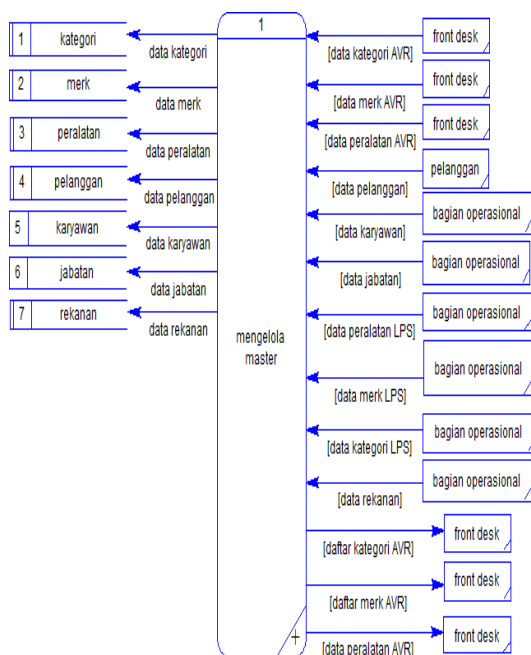 1 kategori
data kategori
2 merk
data merk
3 peralatan
data peralatan
4 pelanggan
data pelanggan
5 karyawan
data karyawan
6 jabatan
data jabatan
7 rekanan
data rekanan
1
mengelola
master
+
front desk
[data kategori AVR]
front desk
[data merk AVR]
front desk
[data peralatan AVR]
pelanggan
[data pelanggan]
bagian operasional
[data karyawan]
bagian operasional
[data jabatan]
bagian operasional
[data peralatan LPS]
bagian operasional
[data merk LPS]
bagian operasional
[data kategori LPS]
bagian operasional
[data rekanan]
front desk
[daftar kategori AVR]
front desk
[daftar merk AVR]
front desk
[data peralatan AVR]